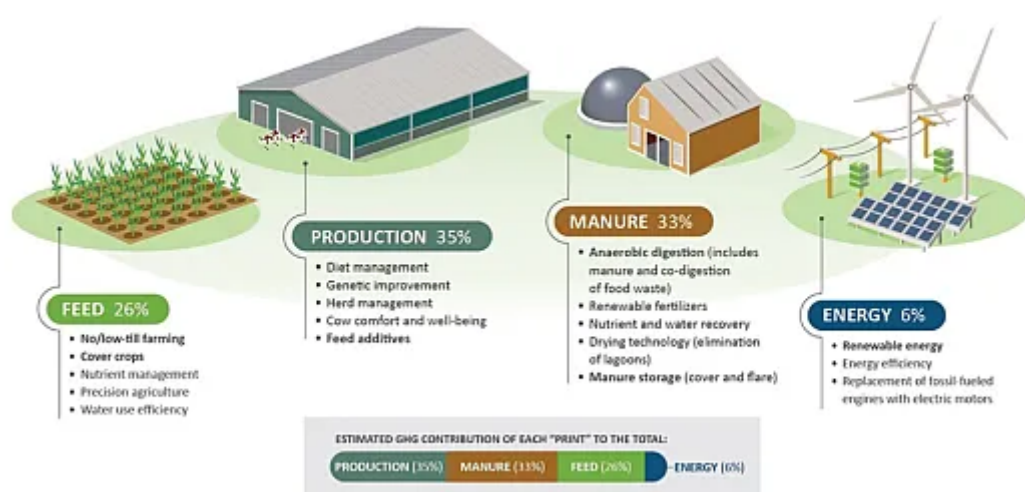 FEED 26%
• No/low-till farming
• Cover crops
• Nutrient management
• Precision agriculture
• Water use efficiency
PRODUCTION 35%
• Diet management
• Genetic improvement
• Herd management
• Cow comfort and well-being
• Feed additives
MANURE 33%
• Anaerobic digestion (includes
manure and co-digestion
of food waste)
• Renewable fertilizers
• Nutrient and water recovery
• Drying technology (elimination
of lagoons)
• Manure storage (cover and flare)
ENERGY 6%
• Renewable energy
• Energy efficiency
• Replacement of fossil-fueled
engines with electric motors
ESTIMATED GHG CONTRIBUTION OF EACH "PRINT" TO THE TOTAL:
PRODUCTION (35%) MANURE (33%) FEED (26%) ENERGY (6%)